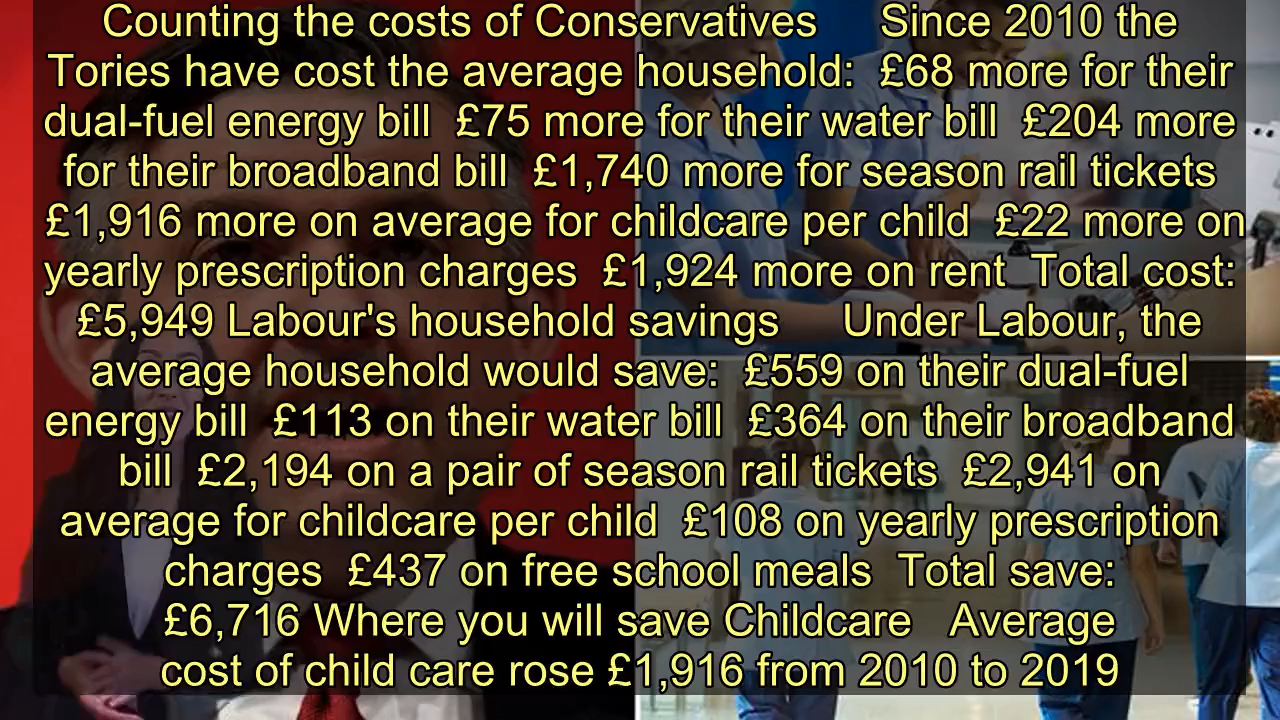 Counting the costs of Conservatives Since 2010 the
Tories have cost the average household: £68 more for their
dual-fuel energy bill £75 more for their water bill £204 more
for their broadband bill £1,740 more for season rail tickets
£1,916 more on average for childcare per child £22 more on
yearly prescription charges £1,924 more on rent Total cost:
£5,949 Labour's household savings Under Labour, the
average household would save: £559 on their dual-fuel
energy bill £113 on their water bill £364 on their broadband
bill £2,194 on a pair of season rail tickets £2,941 on
average for childcare per child £108 on yearly prescription
charges £437 on free school meals Total save:
£6,716 Where you will save Childcare Average
cost of child care rose £1,916 from 2010 to 2019